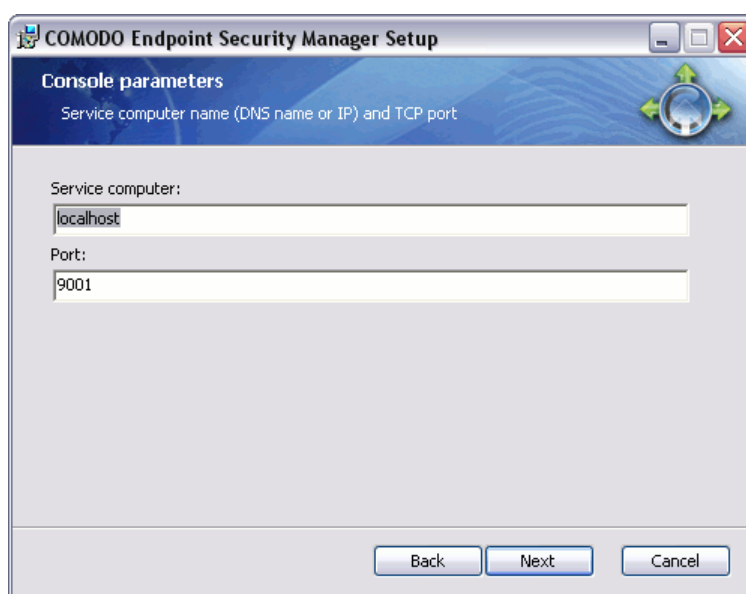 COMODO Endpoint Security Manager Setup
Console parameters
Service computer name (DNS name or IP) and TCP port
Service computer:
localhost
Port:
9001
Back Next Cancel